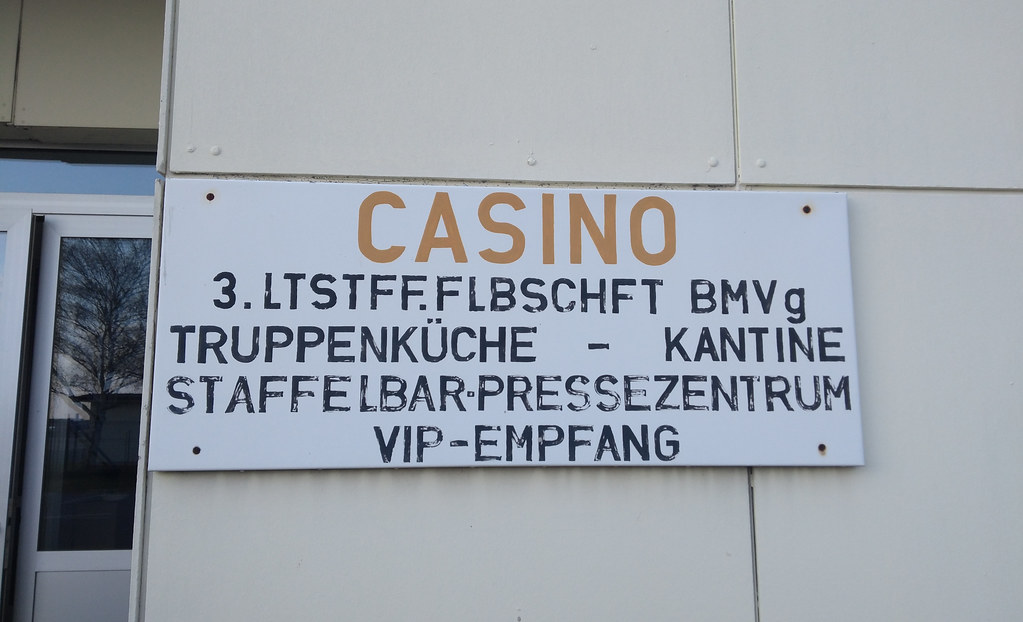 CASINO
3. LTSTFF. FLBSCHFT BMVg
TRUPPENKÜCHE - KANTINE
STAFFELBAR·PRESSEZENTRUM
VIP-EMPFANG